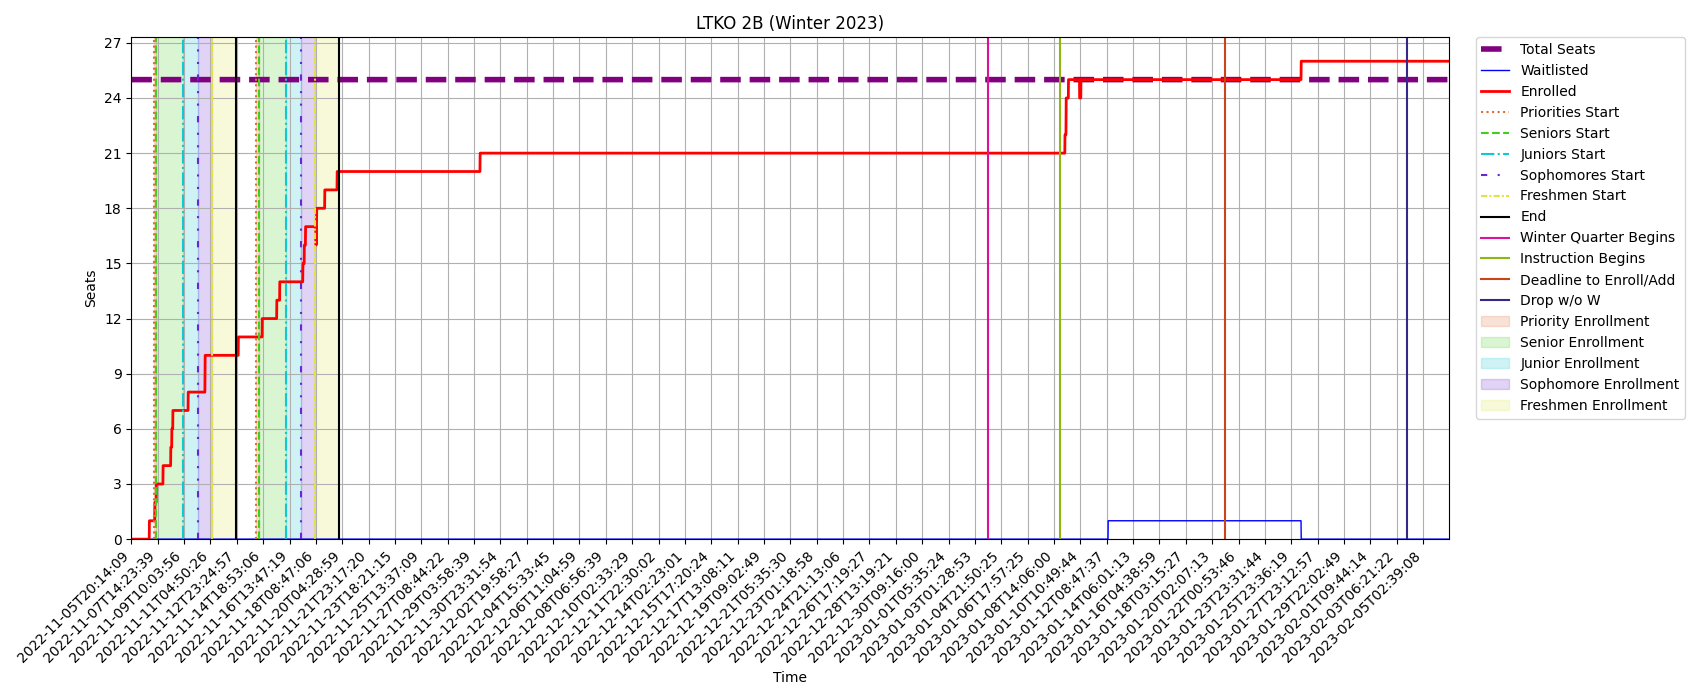 LTKO 2B (Winter 2023)
27
24
21
18
15
12
9
6
3
0
Seats
2022-11-05T20:14:09
2022-11-07T14:23:39
2022-11-09T10:03:56
2022-11-11T04:50:26
2022-11-12T23:24:57
2022-11-14T18:53:06
2022-11-16T13:47:19
2022-11-18T08:47:06
2022-11-20T04:28:59
2022-11-21T23:17:20
2022-11-23T18:21:15
2022-11-25T13:37:09
2022-11-27T08:44:22
2022-11-29T03:58:39
2022-11-30T23:31:54
2022-12-02T19:58:27
2022-12-04T15:33:45
2022-12-06T11:04:59
2022-12-08T06:56:39
2022-12-10T02:33:29
2022-12-11T22:30:02
2022-12-14T02:23:01
2022-12-15T17:20:24
2022-12-17T13:08:11
2022-12-19T09:02:49
2022-12-21T05:35:30
2022-12-23T01:18:58
2022-12-24T21:13:06
2022-12-26T17:19:27
2022-12-28T13:19:21
2022-12-30T09:16:00
2023-01-01T05:35:24
2023-01-03T01:28:53
2023-01-04T21:50:25
2023-01-06T17:57:25
2023-01-08T14:06:00
2023-01-10T10:49:44
2023-01-12T08:47:37
2023-01-14T06:01:13
2023-01-16T04:38:59
2023-01-18T03:15:27
2023-01-20T02:07:13
2023-01-22T00:53:46
2023-01-23T23:31:44
2023-01-25T23:36:19
2023-01-27T23:12:57
2023-01-29T22:02:49
2023-02-01T09:44:14
2023-02-03T06:21:22
2023-02-05T02:39:08
Time
Total Seats
Waitlisted
Enrolled
Priorities Start
Seniors Start
Juniors Start
Sophomores Start
Freshmen Start
End
Winter Quarter Begins
Instruction Begins
Deadline to Enroll/Add
Drop w/o W
Priority Enrollment
Senior Enrollment
Junior Enrollment
Sophomore Enrollment
Freshmen Enrollment